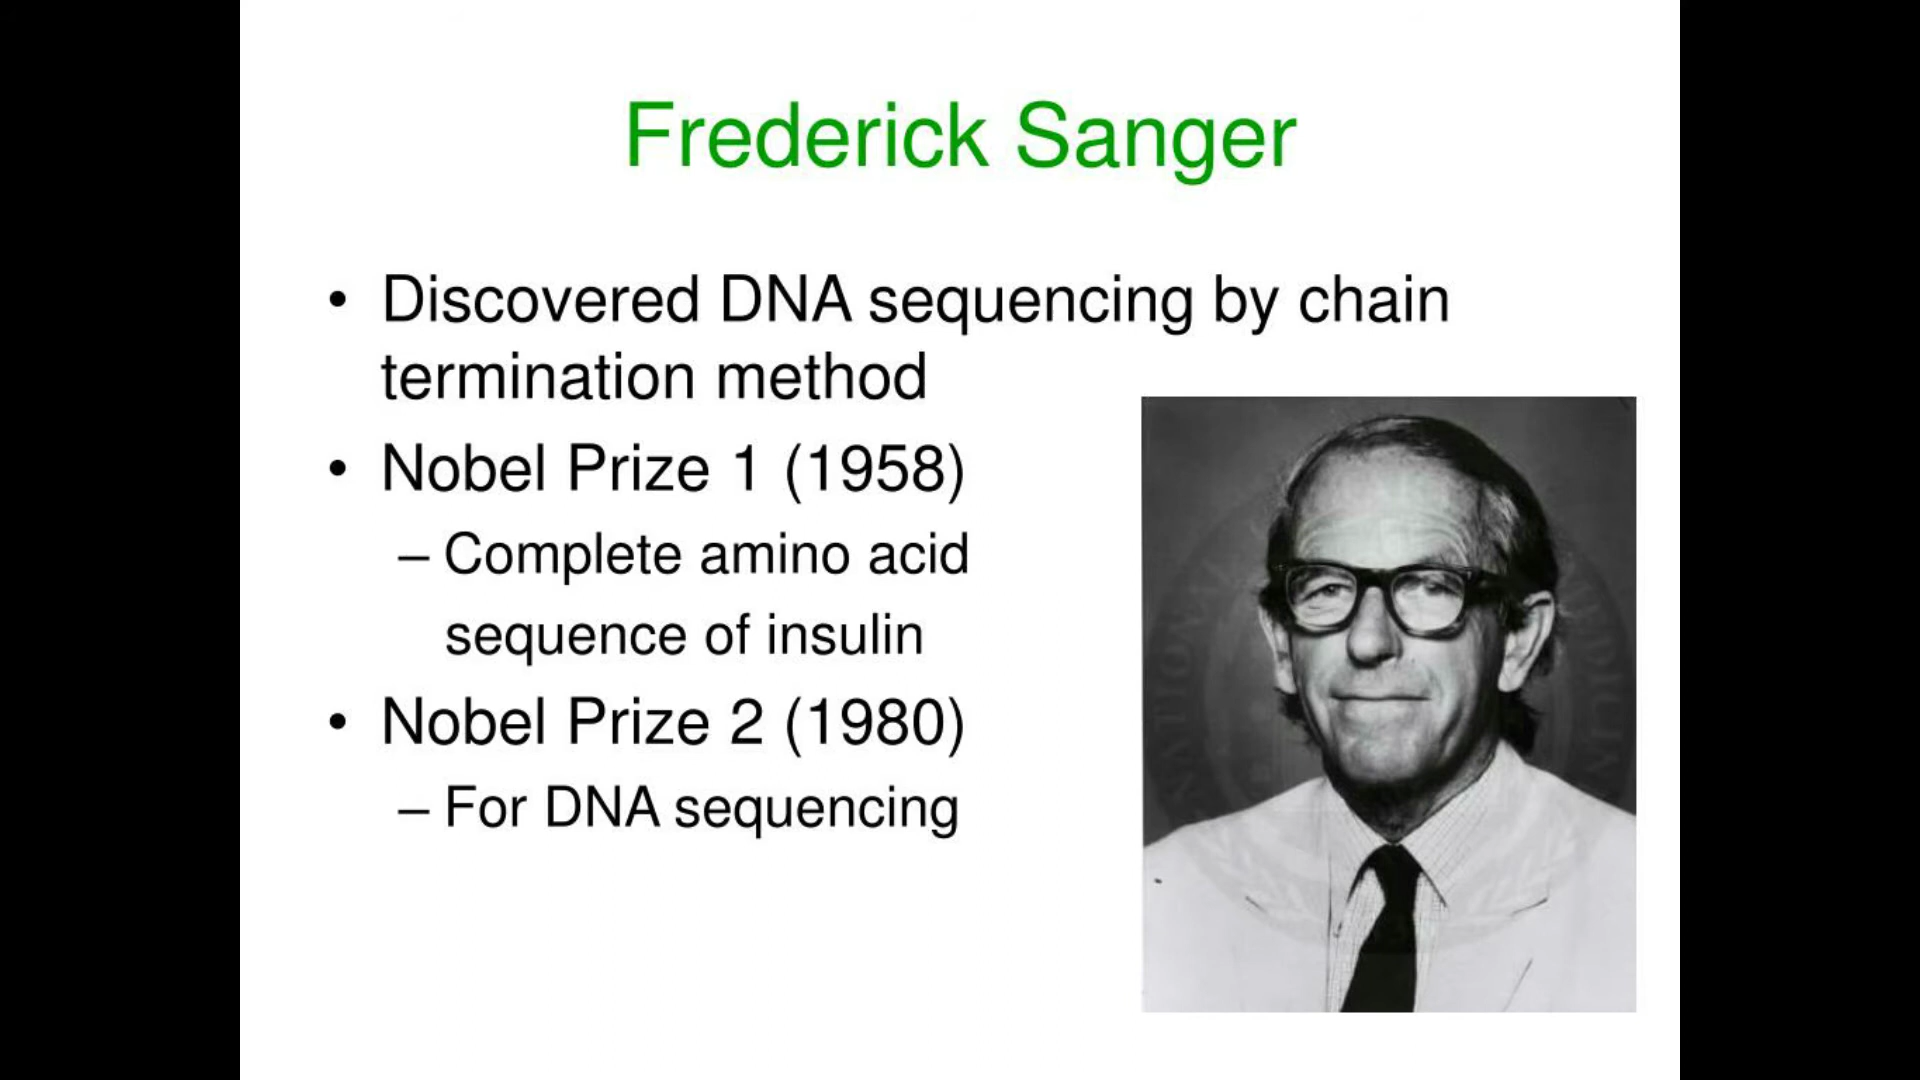 Frederick Sanger
• Discovered DNA sequencing by chain
termination method
• Nobel Prize 1 (1958)
– Complete amino acid
sequence of insulin
• Nobel Prize 2 (1980)
– For DNA sequencing
NATIONAL